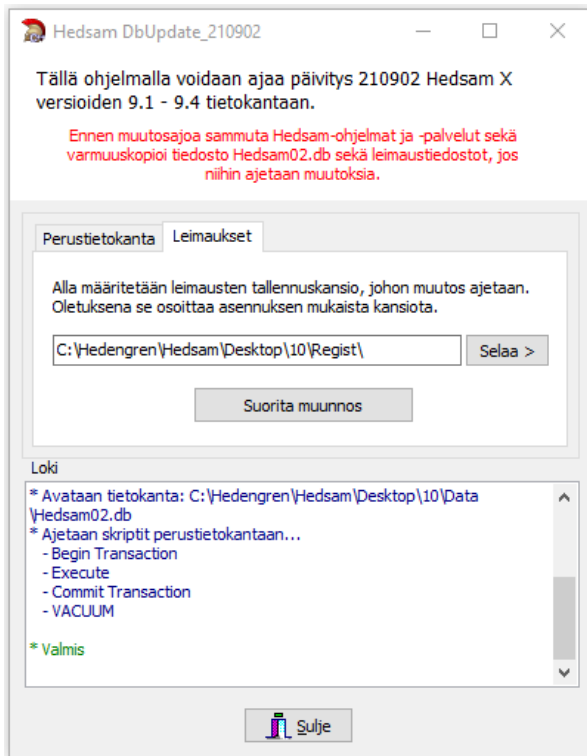 Hedsam DbUpdate_210902
Tällä ohjelmalla voidaan ajaa päivitys 210902 Hedsam X
versioiden 9.1 - 9.4 tietokantaan.
Ennen muutosajoa sammuta Hedsam-ohjelmat ja -palvelut sekä
varmuuskopioi tiedosto Hedsam02.db sekä leimaustiedostot, jos
niihin ajetaan muutoksia.
Perustietokanta Leimaukset
Alla määritetään leimausten tallennuskansio, johon muutos ajetaan.
Oletuksena se osoittaa asennuksen mukaista kansiota.
C:\Hedengren\Hedsam\Desktop\10\Regist\ Selaa >
Suorita muunnos
Loki
* Avataan tietokanta: C:\Hedengren\Hedsam\Desktop\10\Data
\Hedsam02.db
* Ajetaan skriptit perustietokantaan...
- Begin Transaction
- Execute
- Commit Transaction
- VACUUM
* Valmis
Sulje